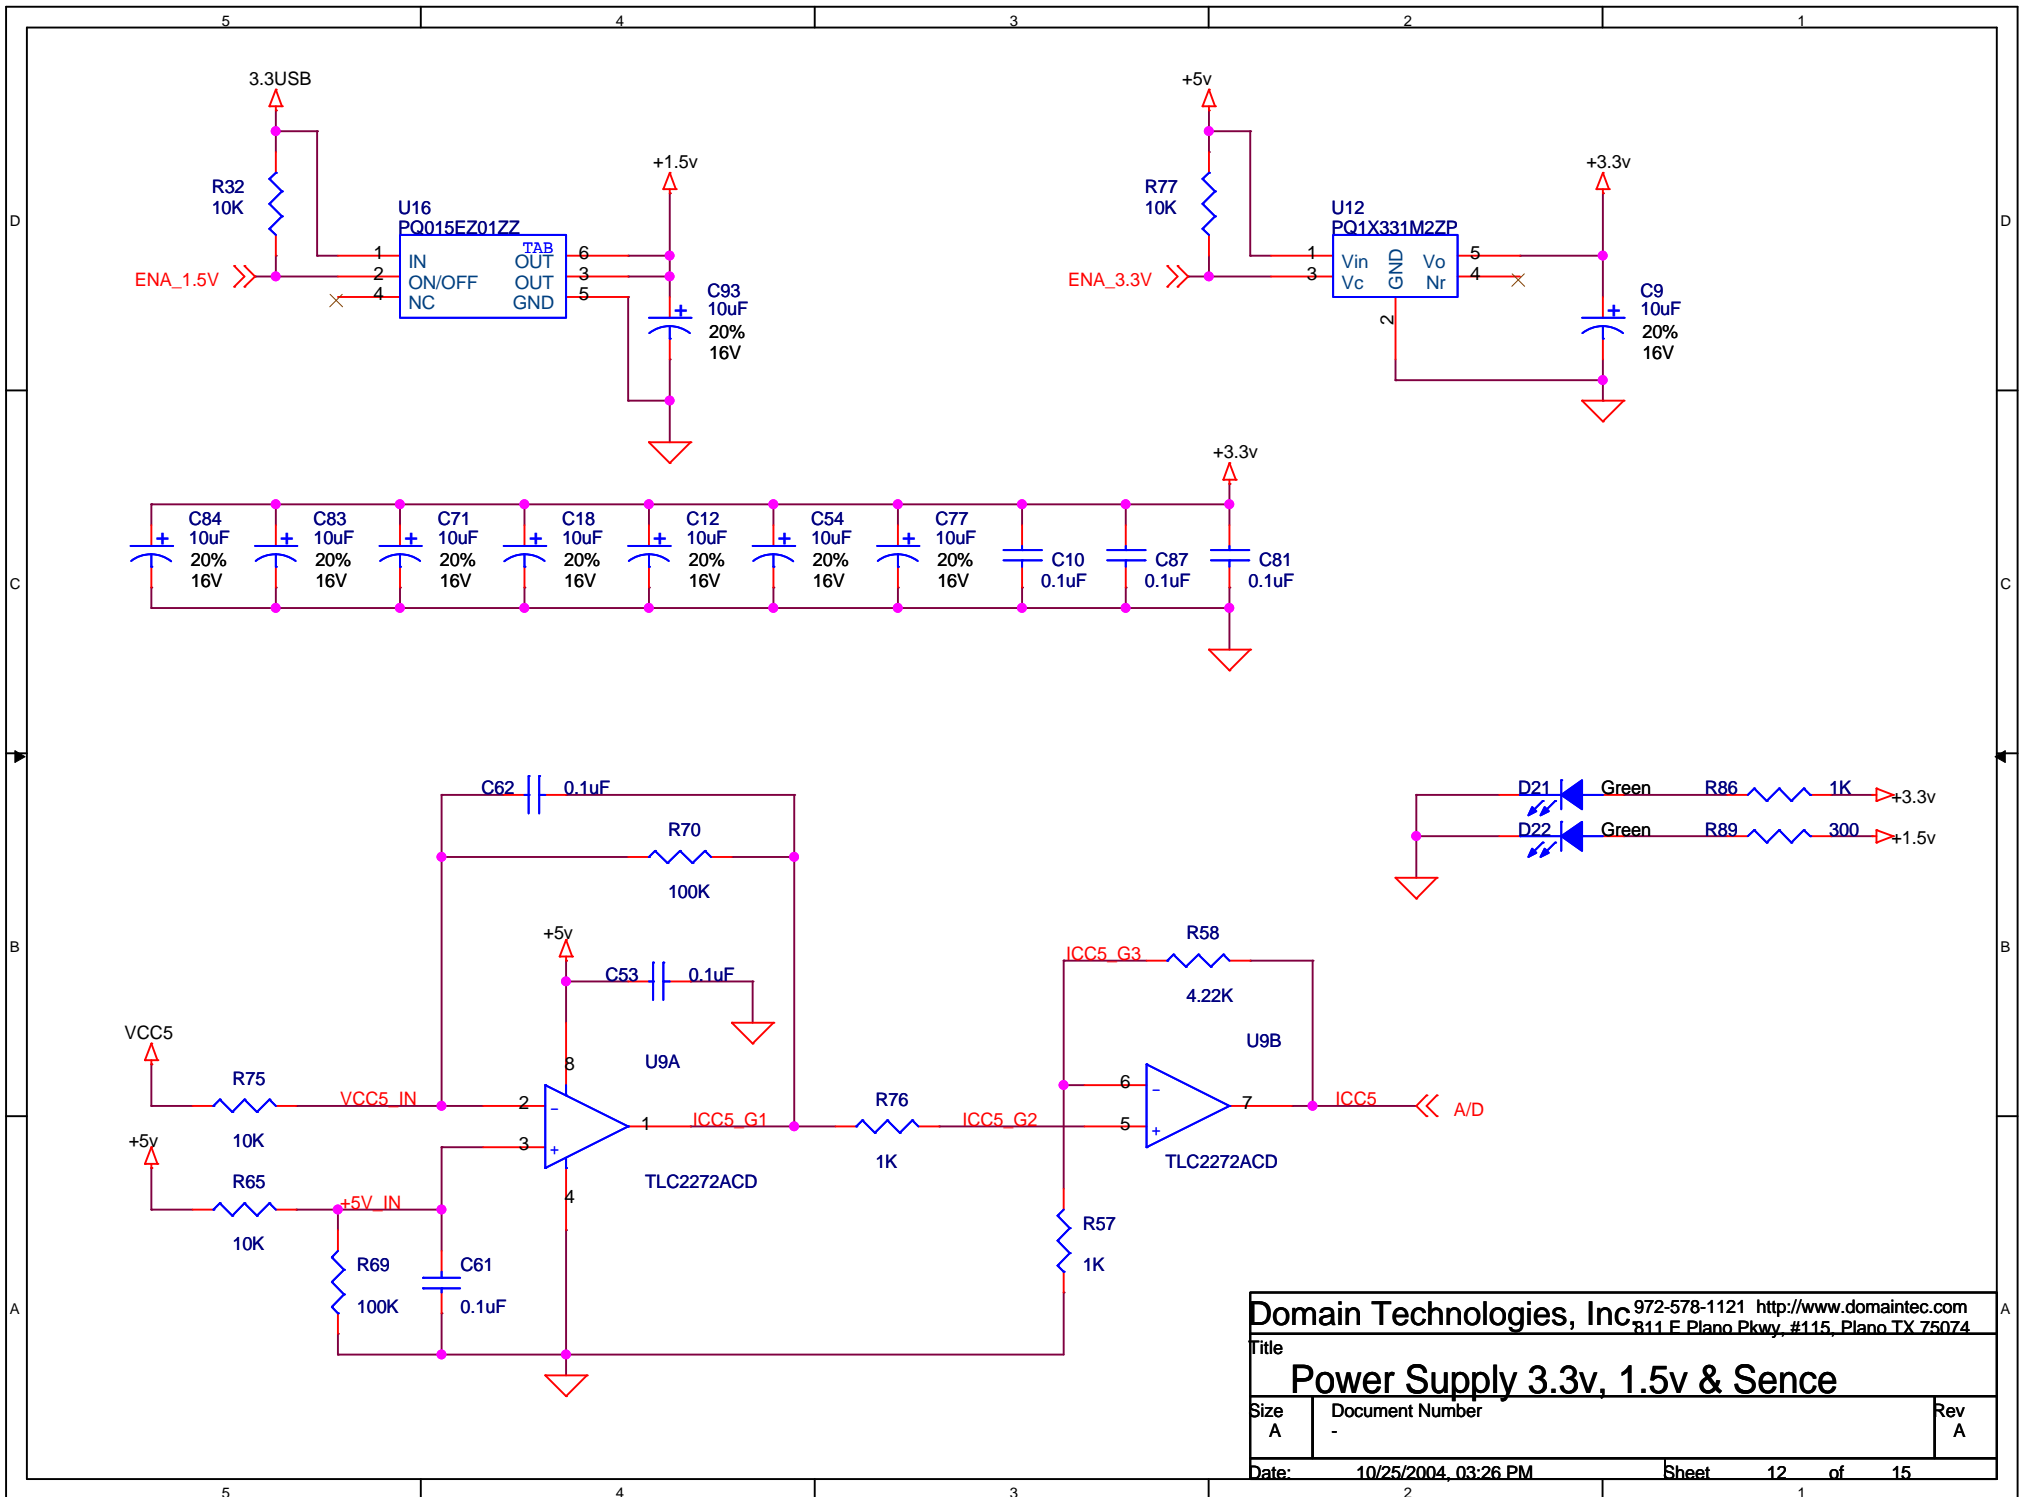 5 4 3 2 1
D D
C C
B B
A A
3.3USB
R32
10K
ENA_1.5V
U16
PQ015EZ01ZZ
1 IN
2 ON/OFF
4 NC
TAB
OUT 6
OUT 3
GND 5
+1.5v
C93
10uF
20%
16V
+5v
R77
10K
ENA_3.3V
U12
PQ1X331M2ZP
1 Vin
3 Vc
GND
2
Vo 5
Nr 4
+3.3v
C9
10uF
20%
16V
+3.3v
C84
10uF
20%
16V
C83
10uF
20%
16V
C71
10uF
20%
16V
C18
10uF
20%
16V
C12
10uF
20%
16V
C54
10uF
20%
16V
C77
10uF
20%
16V
C10
0.1uF
C87
0.1uF
C81
0.1uF
C62 0.1uF
R70
100K
+5v
C53 0.1uF
VCC5
R75
10K
VCC5_IN
+5v
R65
10K
+5V_IN
R69
100K
C61
0.1uF
8
2
3
1
4
U9A
TLC2272ACD
ICC5_G1
R76
1K
ICC5_G2
ICC5_G3
R58
4.22K
U9B
6
5
7
TLC2272ACD
ICC5
A/D
R57
1K
D21 Green R86 1K +3.3v
D22 Green R89 300 +1.5v
Domain Technologies, Inc.
972-578-1121 http://www.domaintec.com
811 E Plano Pkwy, #115, Plano TX 75074
Title
Power Supply 3.3v, 1.5v & Sence
Size
A
Document Number
-
Rev
A
Date: 10/25/2004, 03:26 PM Sheet 12 of 15
5 4 3 2 1